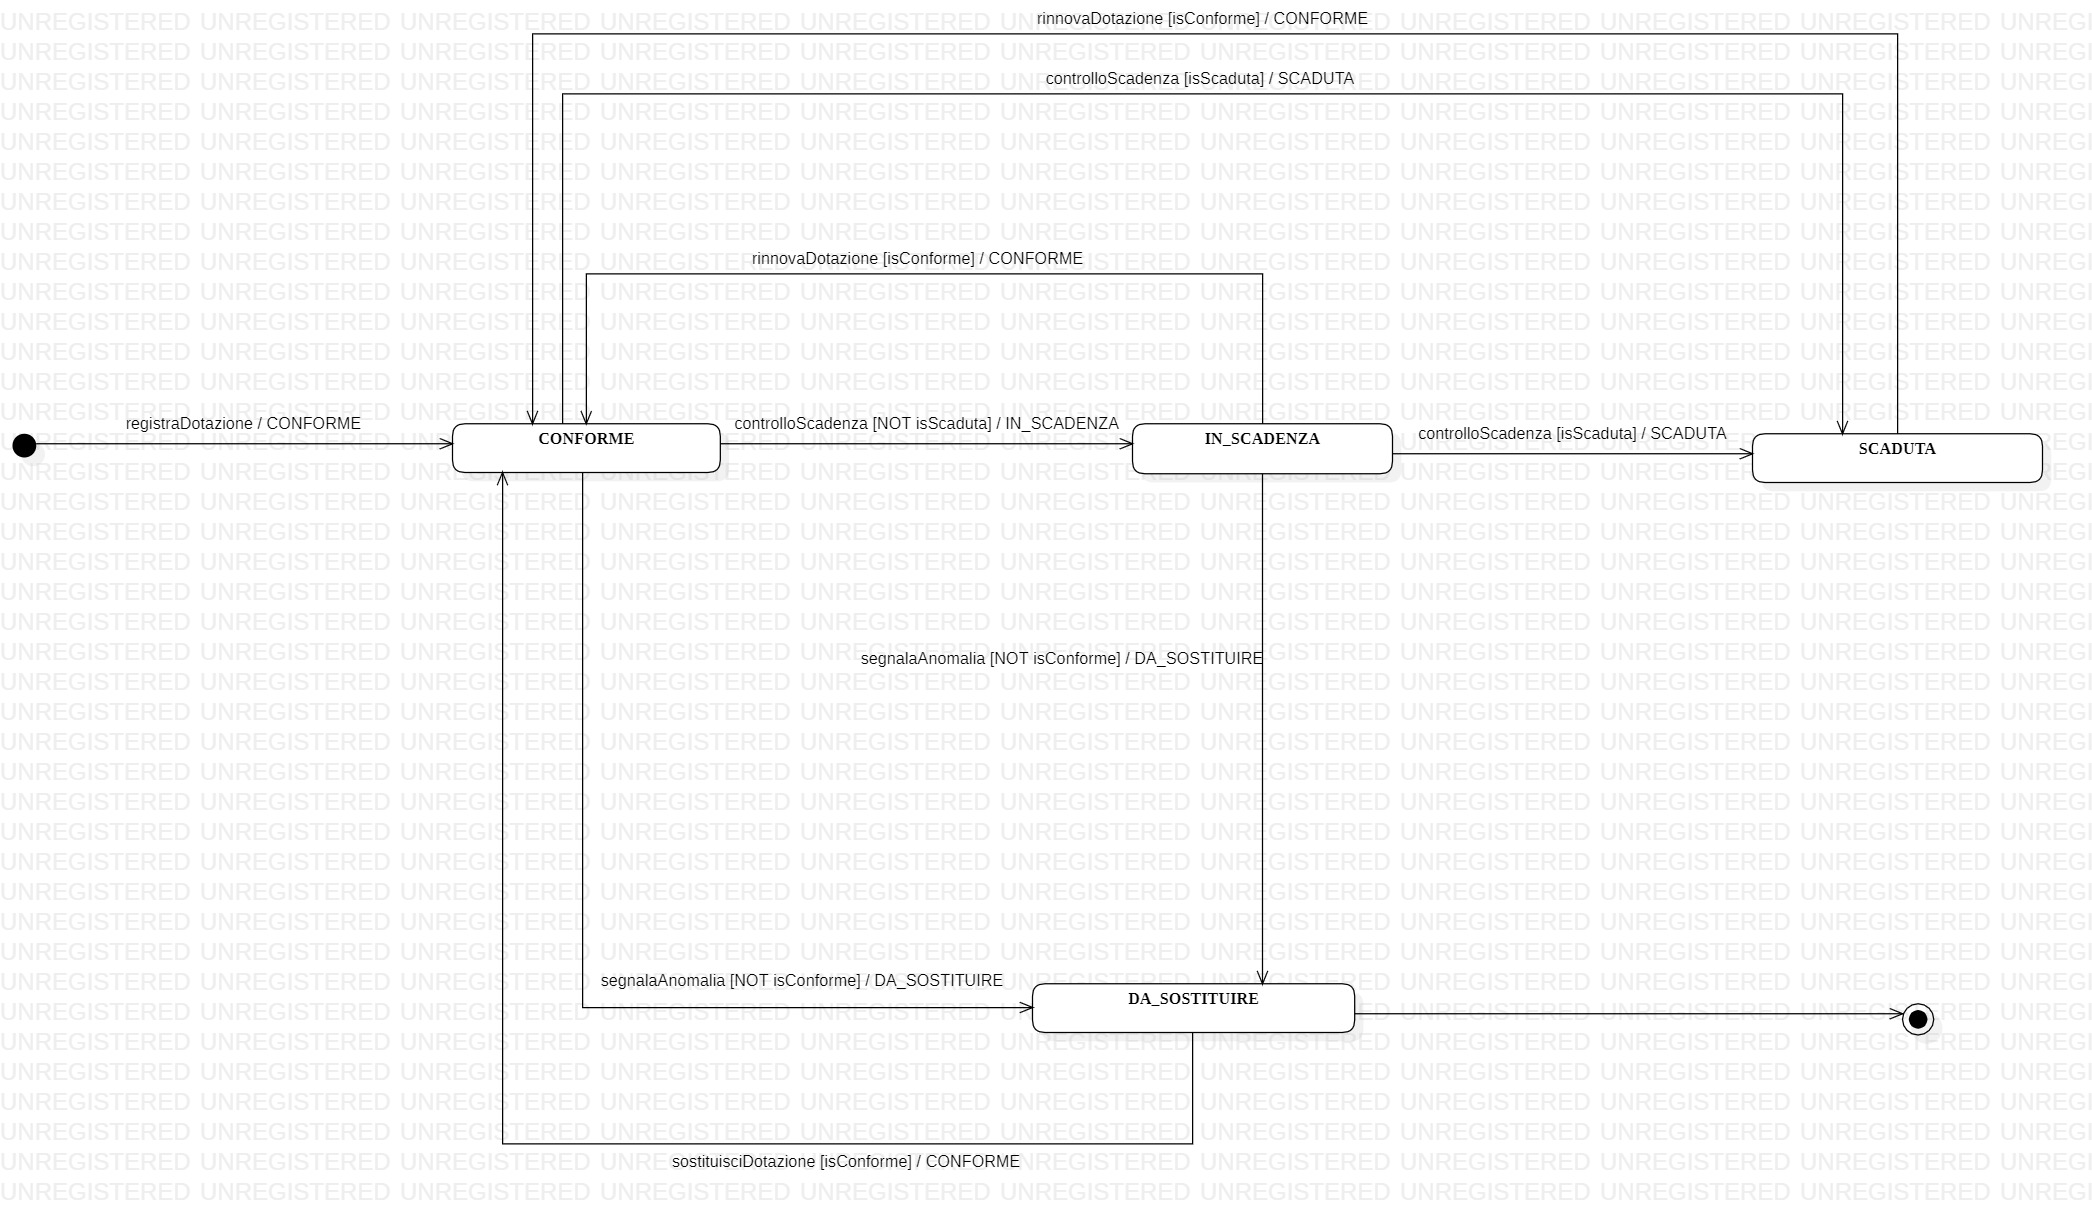 rinnovaDotazione [isConforme] / CONFORME
controlloScadenza [isScaduta] / SCADUTA
rinnovaDotazione [isConforme] / CONFORME
registraDotazione / CONFORME
CONFORME
controlloScadenza [NOT isScaduta] / IN_SCADENZA
IN_SCADENZA
controlloScadenza [isScaduta] / SCADUTA
SCADUTA
segnalaAnomalia [NOT isConforme] / DA_SOSTITUIRE
segnalaAnomalia [NOT isConforme] / DA_SOSTITUIRE
DA_SOSTITUIRE
sostituisciDotazione [isConforme] / CONFORME
UNREGISTERED